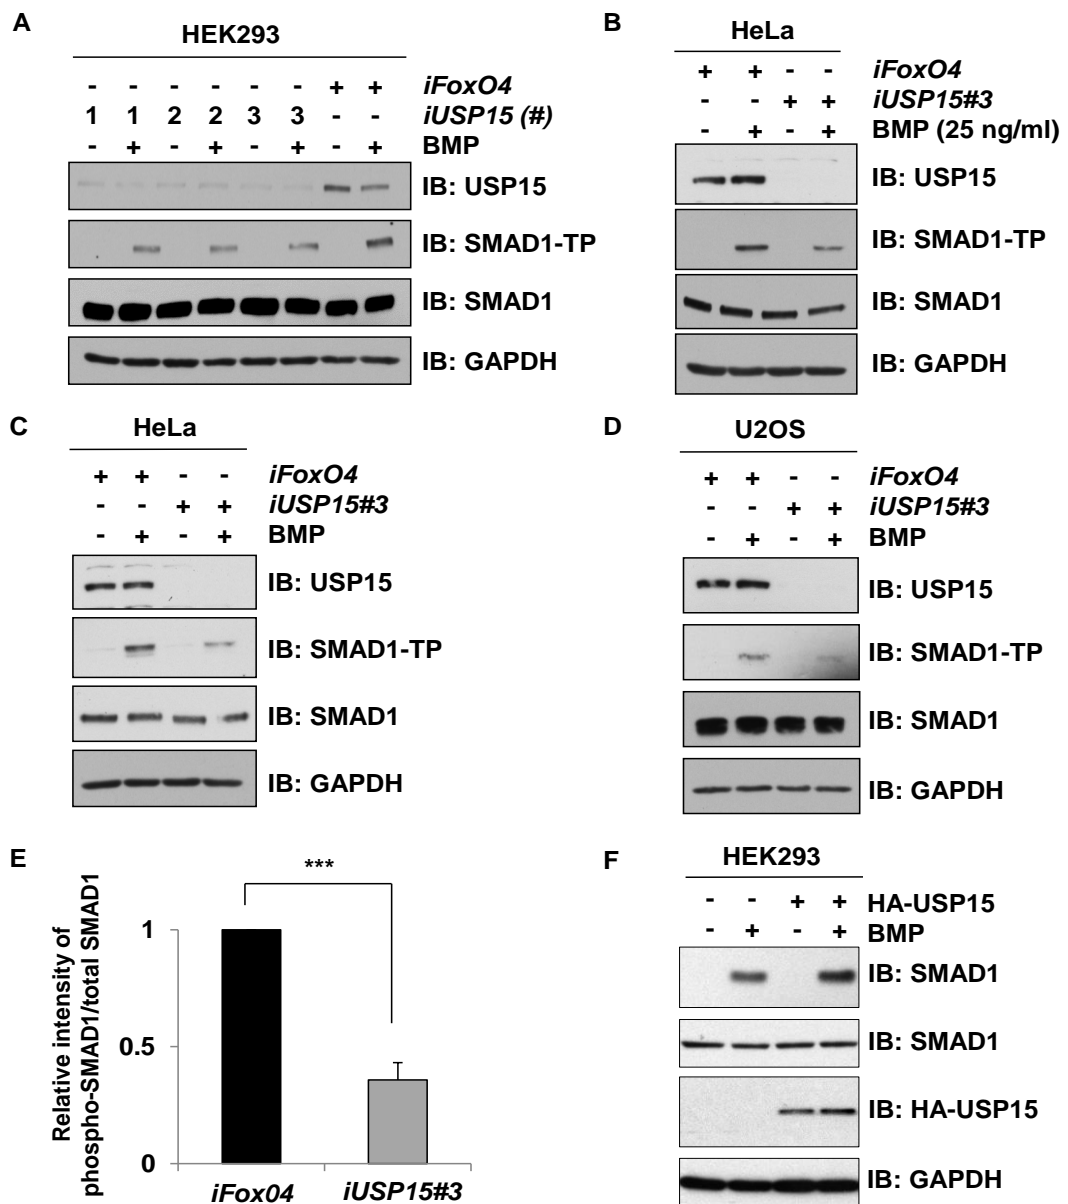 A
HEK293
- - - - - - + + iFoxO4
1 1 2 2 3 3 - - iUSP15 (#)
- + - + - + - + BMP
IB: USP15
IB: SMAD1-TP
IB: SMAD1
IB: GAPDH
B
HeLa
+ + - - iFoxO4
- - + + iUSP15#3
- + - + BMP (25 ng/ml)
IB: USP15
IB: SMAD1-TP
IB: SMAD1
IB: GAPDH
C
HeLa
+ + - - iFoxO4
- - + + iUSP15#3
- + - + BMP
IB: USP15
IB: SMAD1-TP
IB: SMAD1
IB: GAPDH
D
U2OS
+ + - - iFoxO4
- - + + iUSP15#3
- + - + BMP
IB: USP15
IB: SMAD1-TP
IB: SMAD1
IB: GAPDH
E
Relative intensity of
phospho-SMAD1/total SMAD1
***
1
0.5
0
iFox04 iUSP15#3
F
HEK293
- - + + HA-USP15
- + - + BMP
IB: SMAD1
IB: SMAD1
IB: HA-USP15
IB: GAPDH